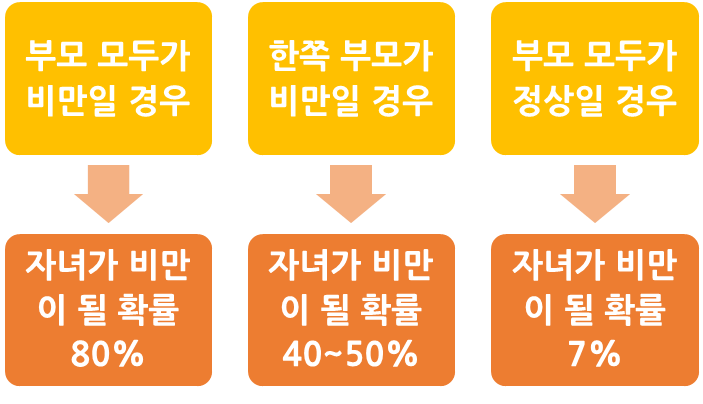 부모 모두가
비만일 경우
한쪽 부모가
비만일 경우
부모 모두가
정상일 경우
자녀가 비만
이 될 확률
80%
자녀가 비만
이 될 확률
40~50%
자녀가 비만
이 될 확률
7%